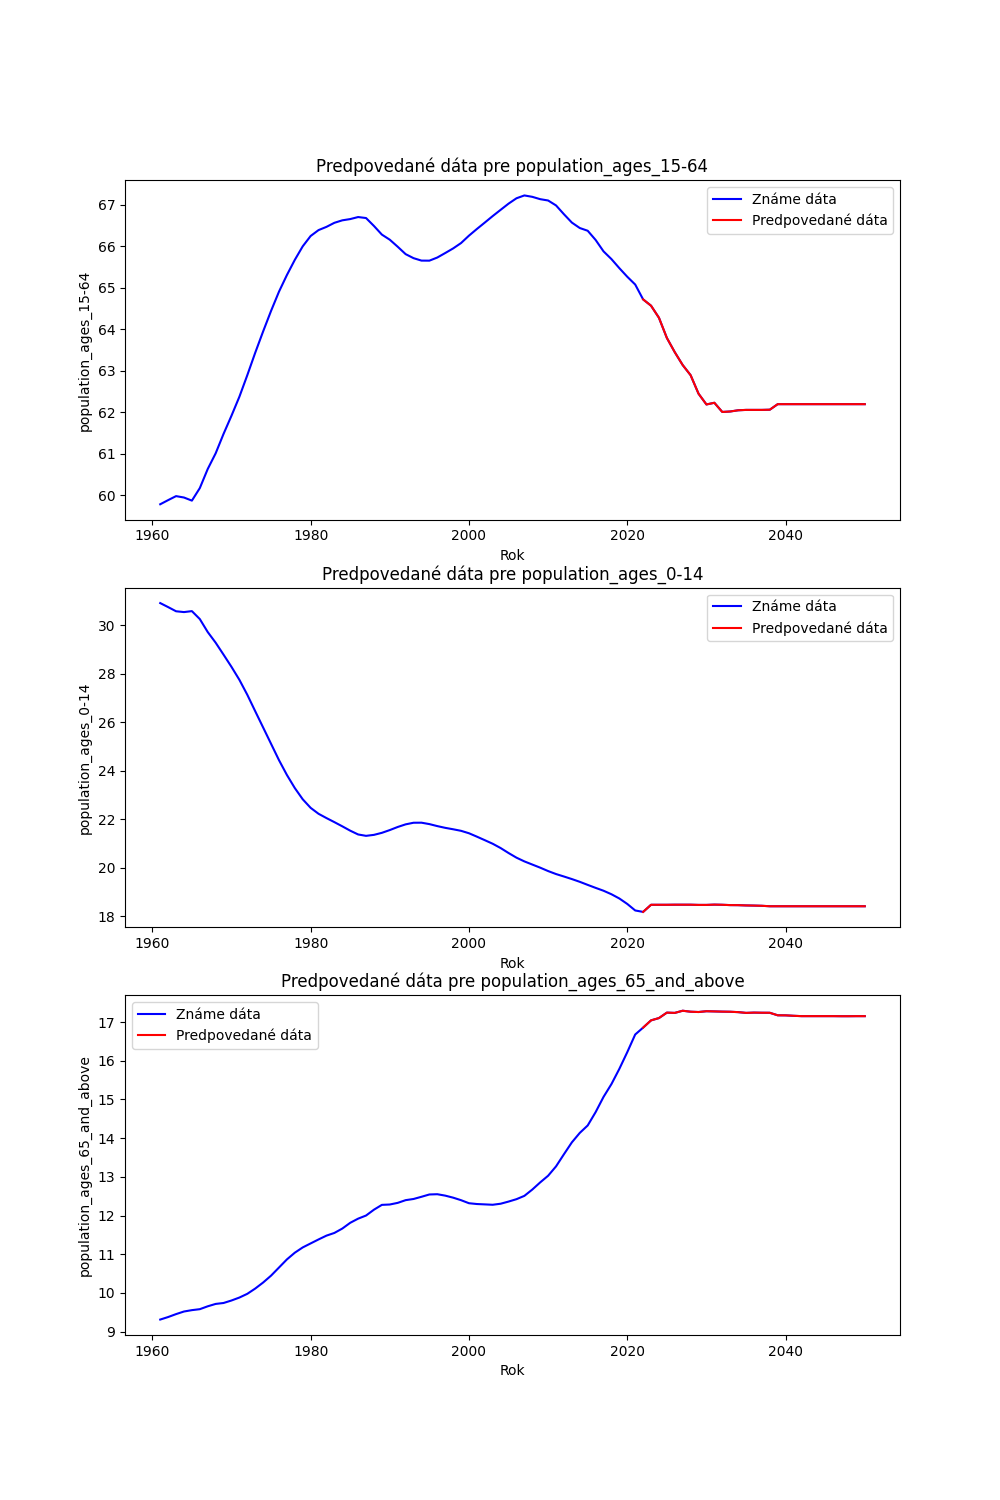 Predpovedané dáta pre population_ages_15-64
Známe dáta
Predpovedané dáta
population_ages_15-64
67
66
65
64
63
62
61
60
1960
1980
2000
2020
2040
Rok
Predpovedané dáta pre population_ages_0-14
Známe dáta
Predpovedané dáta
population_ages_0-14
30
28
26
24
22
20
18
1960
1980
2000
2020
2040
Rok
Predpovedané dáta pre population_ages_65_and_above
Známe dáta
Predpovedané dáta
population_ages_65_and_above
17
16
15
14
13
12
11
10
9
1960
1980
2000
2020
2040
Rok